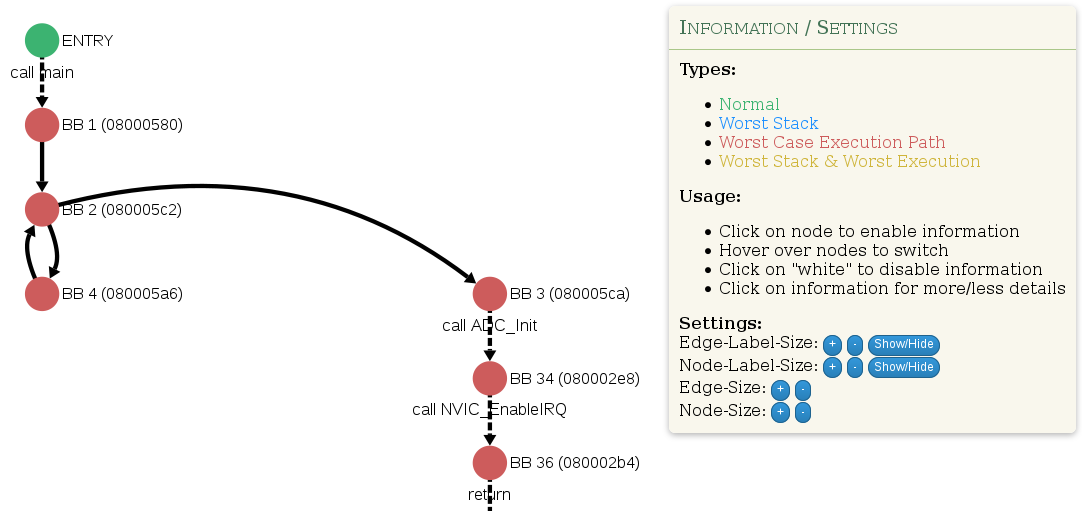 ENTRY
call main
BB 1 (08000580)
BB 2 (080005c2)
BB 4 (080005a6)
BB 3 (080005ca)
call ADC_Init
BB 34 (080002e8)
call NVIC_EnableIRQ
BB 36 (080002b4)
return
Information / Settings
Types:
Normal
Worst Stack
Worst Case Execution Path
Worst Stack & Worst Execution
Usage:
Click on node to enable information
Hover over nodes to switch
Click on "white" to disable information
Click on information for more/less details
Settings:
Edge-Label-Size: + - Show/Hide
Node-Label-Size: + - Show/Hide
Edge-Size: + -
Node-Size: + -